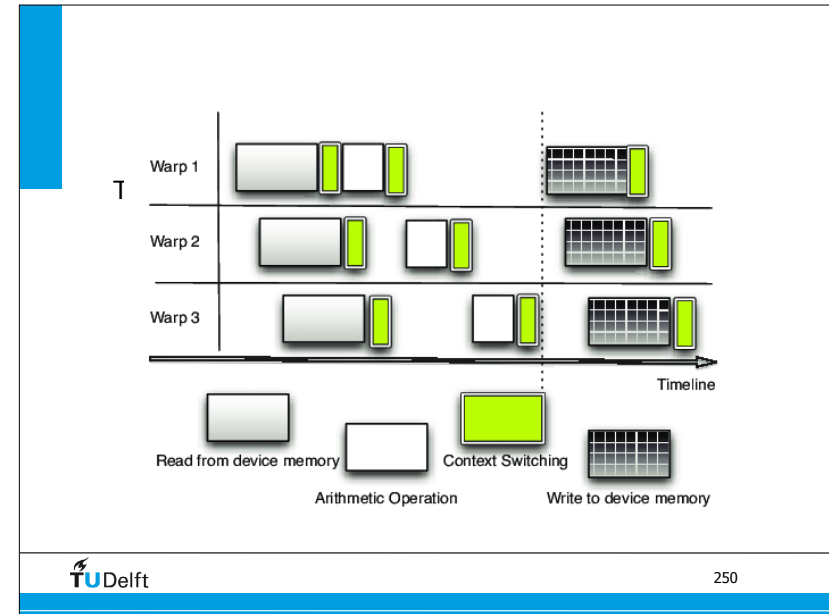 T
Warp 1
Warp 2
Warp 3
Timeline
Read from device memory
Context Switching
Arithmetic Operation
Write to device memory
TUDelft
250